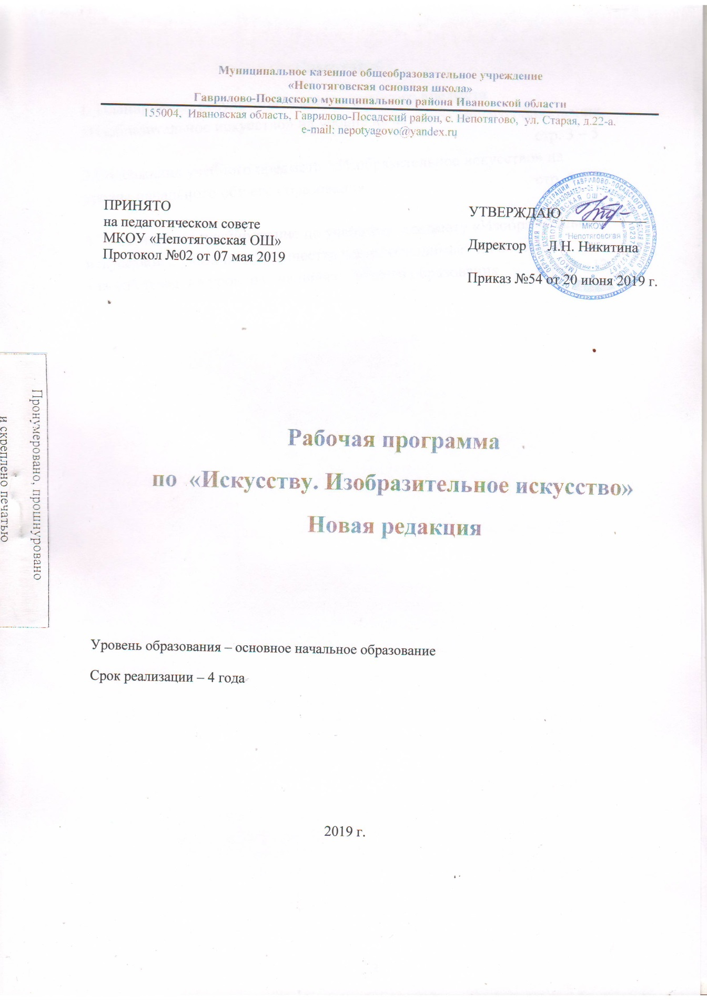 Муниципальное казенное общеобразовательное учреждение
«Непотяговская основная школа»
Гаврилово-Посадского муниципального района Ивановской области
155004, Ивановская область, Гаврилово-Посадский район, с. Непотягово, ул. Старая, д.22-а.
e-mail: nepotyagovo@yandex.ru
ПРИНЯТО
на педагогическом совете
МКОУ «Непотяговская ОШ»
Протокол №02 от 07 мая 2019
УТВЕРЖДАЮ
Директор Л.Н. Никитина
Приказ №54 от 20 июня 2019 г.
МКОУ
"Непотяговская
Пронумеровано, прошнуровано
и скреплено печатью
Рабочая программа
по «Искусству. Изобразительное искусство»
Новая редакция
Уровень образования – основное начальное образование
Срок реализации – 4 года
2019 г.